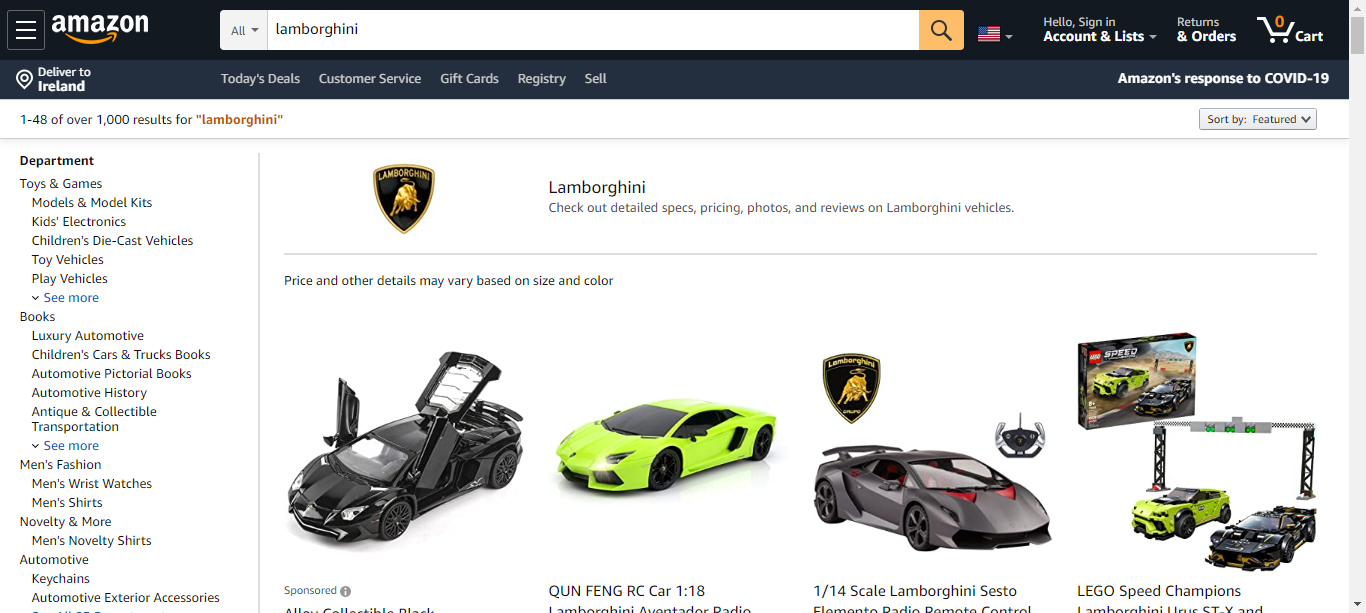 amazon
All
lamborghini
Hello, Sign in
Account & Lists
Returns
& Orders
0
Cart
Deliver to
Ireland
Today's Deals
Customer Service
Gift Cards
Registry
Sell
Amazon's response to COVID-19
1-48 of over 1,000 results for "lamborghini"
Sort by: Featured
Department
Toys & Games
Models & Model Kits
Kids' Electronics
Children's Die-Cast Vehicles
Toy Vehicles
Play Vehicles
See more
Books
Luxury Automotive
Children's Cars & Trucks Books
Automotive Pictorial Books
Automotive History
Antique & Collectible
Transportation
See more
Men's Fashion
Men's Wrist Watches
Men's Shirts
Novelty & More
Men's Novelty Shirts
Automotive
Keychains
Automotive Exterior Accessories
LAMBORGHINI
Lamborghini
Check out detailed specs, pricing, photos, and reviews on Lamborghini vehicles.
Price and other details may vary based on size and color
Lamborghini
LEGO SPEED
Sponsored
Alloy Collectible Black
QUN FENG RC Car 1:18
Lamborghini Aventador Radio
1/14 Scale Lamborghini Sesto
Elemento Radio Remote Control
LEGO Speed Champions
Lamborghini Urus ST-X and